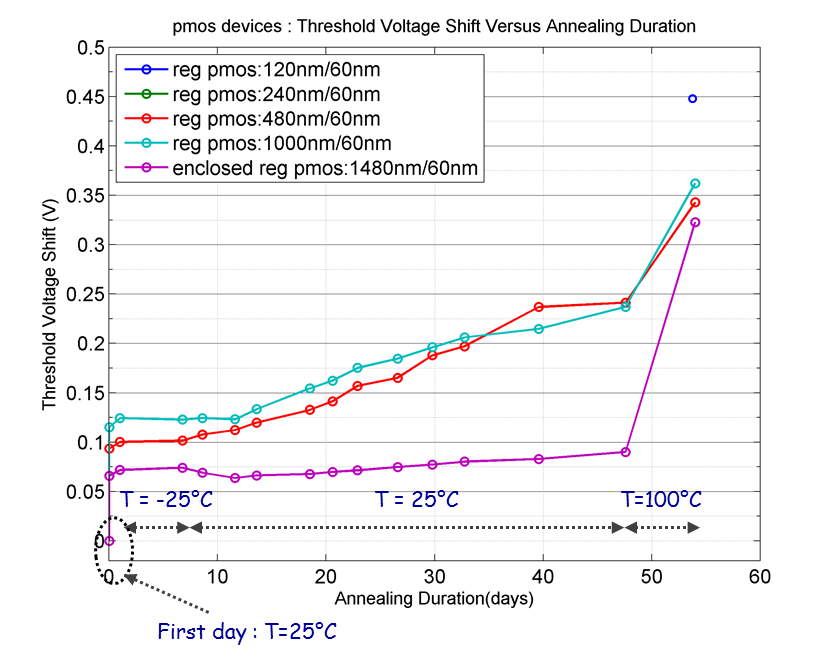 pmos devices : Threshold Voltage Shift Versus Annealing Duration
0.5
reg pmos:120nm/60nm
0.45
reg pmos:240nm/60nm
reg pmos:480nm/60nm
0.4
reg pmos:1000nm/60nm
enclosed reg pmos:1480nm/60nm
0.35
0.3
Threshold Voltage Shift (V)
0.25
0.2
0.15
0.1
0.05
T = -25°C
T = 25°C
T=100°C
0
0 10 20 30 40 50 60
Annealing Duration(days)
First day : T=25°C